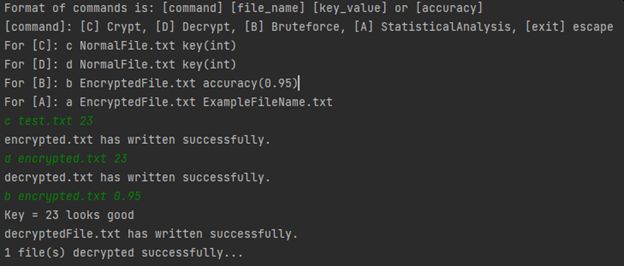 Format of commands is: [command] [file_name] [key_value] or [accuracy]
[command]: [C] Crypt, [D] Decrypt, [B] Bruteforce, [A] StatisticalAnalysis, [exit] escape
For [C]: c NormalFile.txt key(int)
For [D]: d NormalFile.txt key(int)
For [B]: b EncryptedFile.txt accuracy(0.95)
For [A]: a EncryptedFile.txt ExampleFileName.txt
c test.txt 23
encrypted.txt has written successfully.
d encrypted.txt 23
decrypted.txt has written successfully.
b encrypted.txt 0.95
Key = 23 looks good
decryptedFile.txt has written successfully.
1 file(s) decrypted successfully...